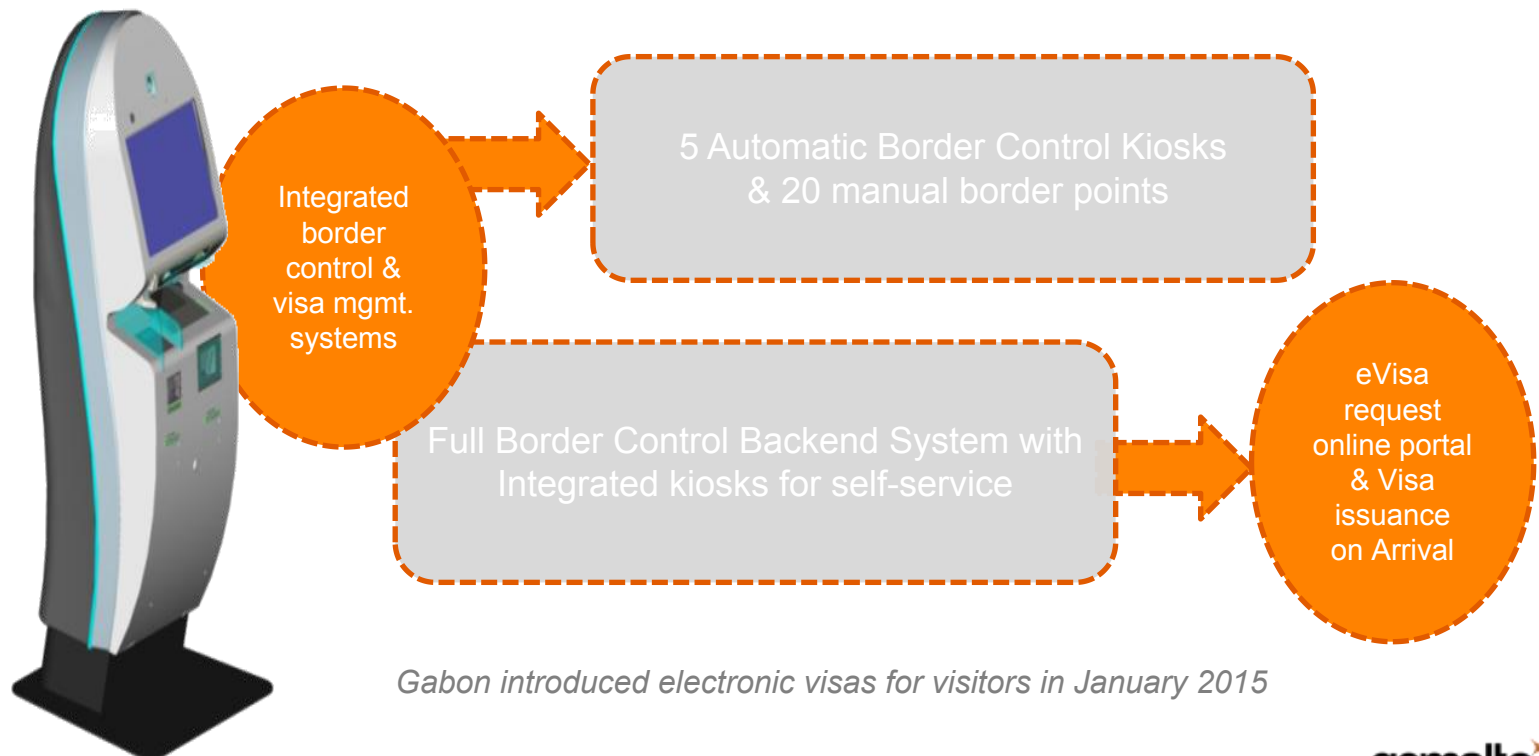 Integrated
border
control &
visa mgmt.
systems
5 Automatic Border Control Kiosks
& 20 manual border points
Full Border Control Backend System with
Integrated kiosks for self-service
eVisa
request
online portal
& Visa
issuance
on Arrival
Gabon introduced electronic visas for visitors in January 2015